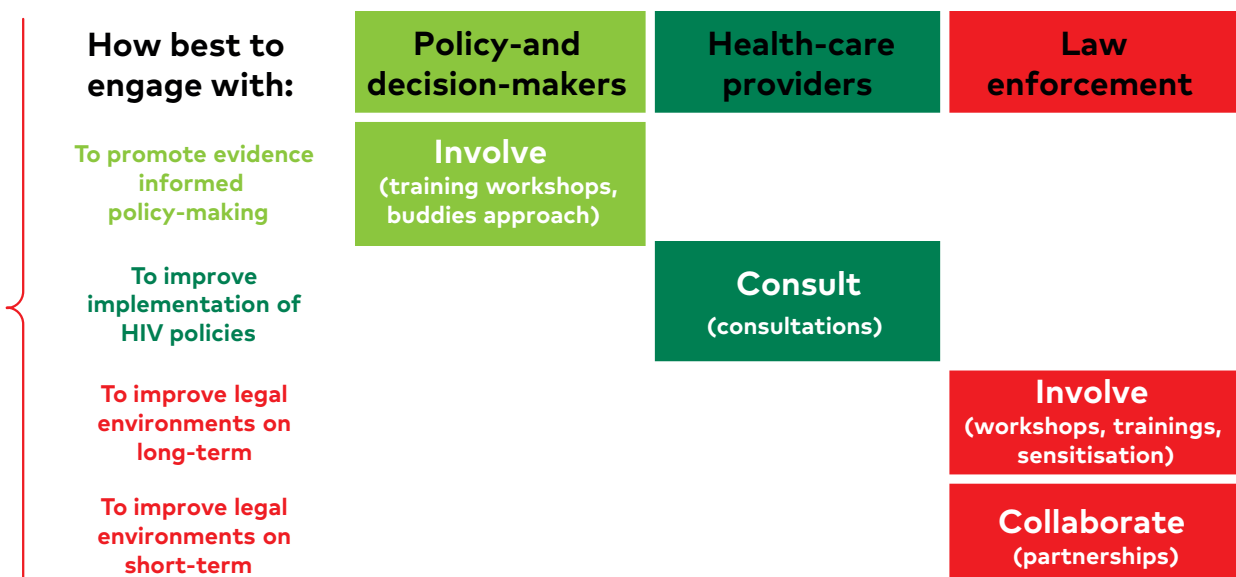 How best to
engage with:
Policy-and
decision-makers
Health-care
providers
Law
enforcement
To promote evidence
informed
policy-making
Involve
(training workshops,
buddies approach)
To improve
implementation of
HIV policies
Consult
(consultations)
To improve legal
environments on
long-term
Involve
(workshops, trainings,
sensitisation)
To improve legal
environments on
short-term
Collaborate
(partnerships)